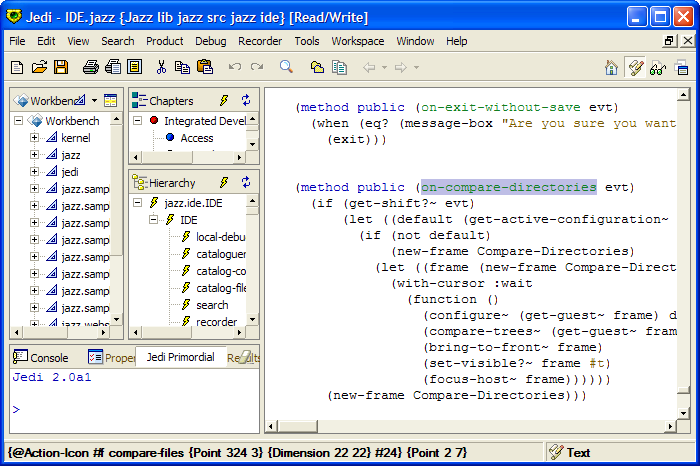 Jedi - IDE.jazz {Jazz lib jazz src jazz ide} [Read/Write]
File Edit View Search Product Debug Recorder Tools Workspace Window Help
Workbench
Workbench
kernel
jazz
jedi
jazz.samp
jazz.samp
jazz.samp
jazz.samp
jazz.samp
jazz.samp
jazz.webs
Chapters
Integrated Develo
Access
Hierarchy
jazz.ide.IDE
IDE
local-debu
cataloguer
catalog-co
catalog-file
search
recorder
(method public (on-exit-without-save evt)
(when (eq? (message-box "Are you sure you want
(exit)))
(method public (on-compare-directories evt)
(if (get-shift?~ evt)
(let ((default (get-active-configuration~
(if (not default)
(new-frame Compare-Directories)
(let ((frame (new-frame Compare-Direct
(with-cursor :wait
(function ()
(configure~ (get-guest~ frame) d
(compare-trees~ (get-guest~ fram
(bring-to-front~ frame)
(set-visible?~ frame #t)
(focus-host~ frame))))))
(new-frame Compare-Directories)))
Console Proper Jedi Primordial Results
Jedi 2.0a1
>
{@Action-Icon #f compare-files {Point 324 3} {Dimension 22 22} #24} {Point 2 7}
Text